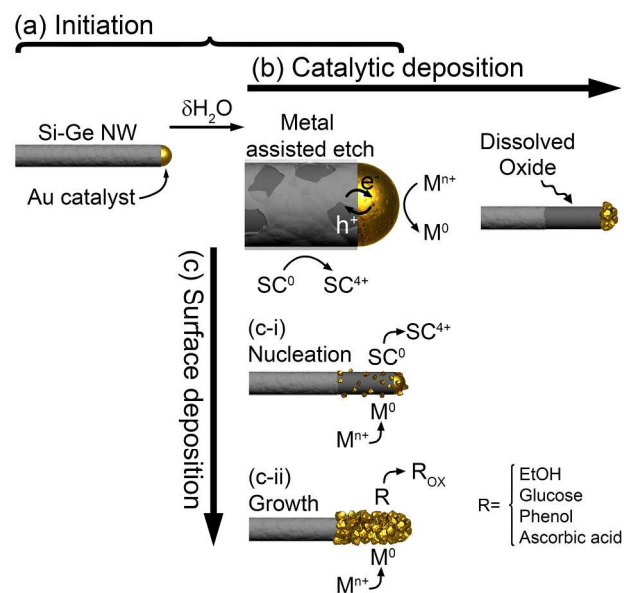 (a) Initiation
(b) Catalytic deposition
δH₂O
Si-Ge NW
Au catalyst
Metal
assisted etch
e⁻
h⁺
Mⁿ⁺
M⁰
SC⁰
SC⁴⁺
Dissolved
Oxide
(c) Surface deposition
(c-i)
Nucleation
SC⁴⁺
SC⁰
M⁰
Mⁿ⁺
(c-ii)
Growth
R_OX
R
M⁰
Mⁿ⁺
R=
EtOH
Glucose
Phenol
Ascorbic acid